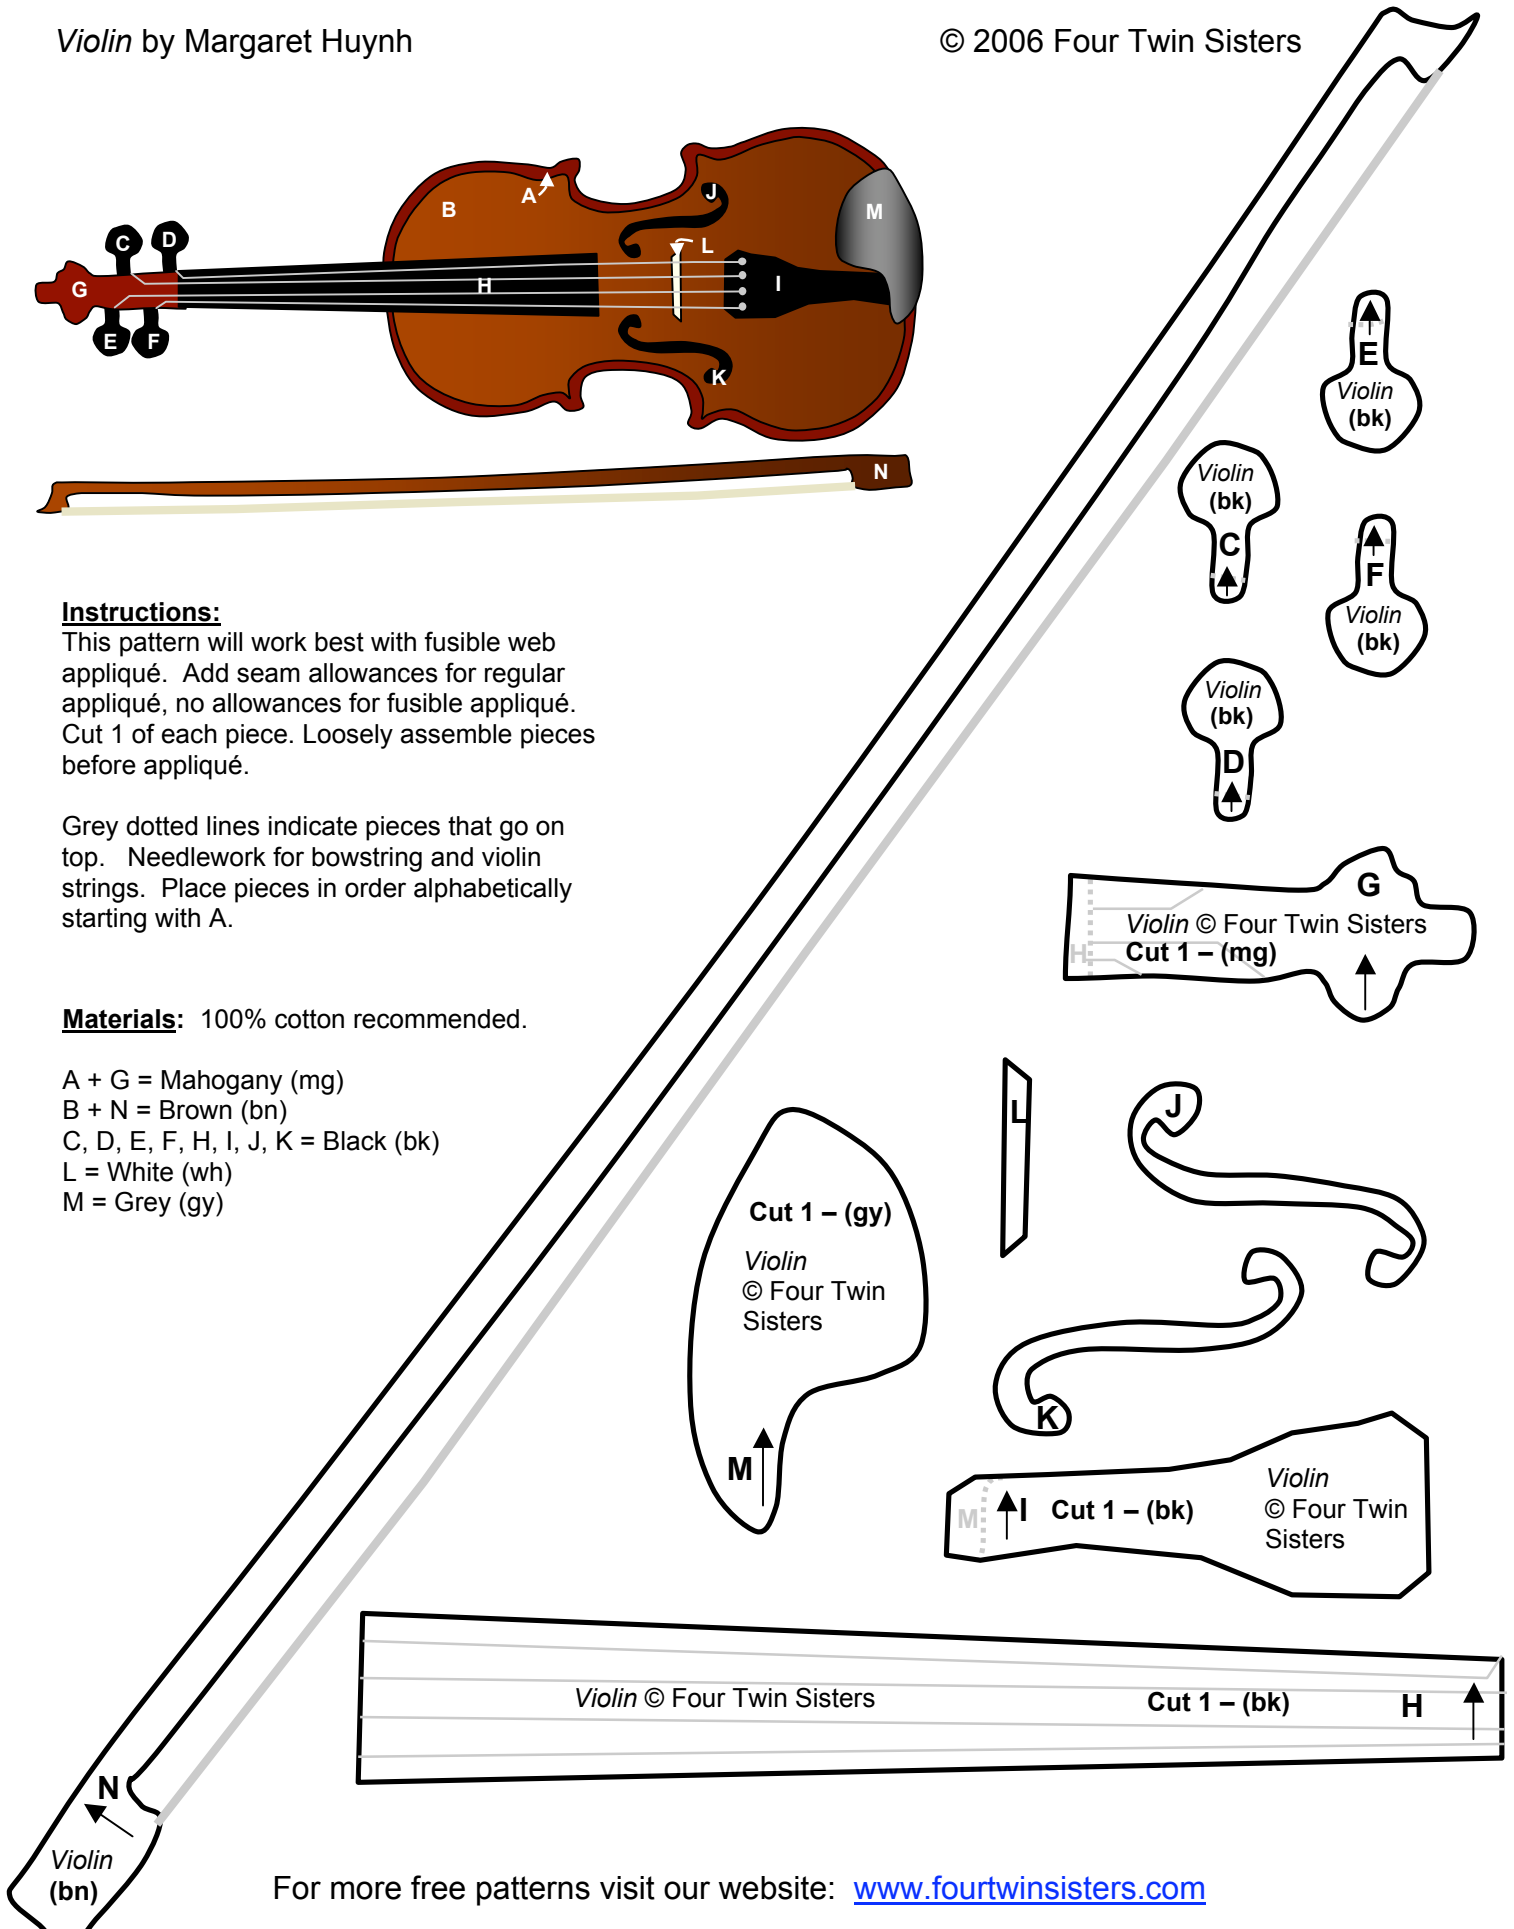 Violin by Margaret Huynh
© 2006 Four Twin Sisters
A
B
J
M
L
C
D
G
H
I
E
F
K
N
Instructions:
This pattern will work best with fusible web
appliqué. Add seam allowances for regular
appliqué, no allowances for fusible appliqué.
Cut 1 of each piece. Loosely assemble pieces
before appliqué.
Grey dotted lines indicate pieces that go on
top. Needlework for bowstring and violin
strings. Place pieces in order alphabetically
starting with A.
Materials: 100% cotton recommended.
A + G = Mahogany (mg)
B + N = Brown (bn)
C, D, E, F, H, I, J, K = Black (bk)
L = White (wh)
M = Grey (gy)
E
Violin
(bk)
Violin
(bk)
C
F
Violin
(bk)
Violin
(bk)
D
G
Violin © Four Twin Sisters
H
Cut 1 – (mg)
L
J
Cut 1 – (gy)
Violin
© Four Twin
Sisters
M
K
M
I
Cut 1 – (bk)
Violin
© Four Twin
Sisters
Violin © Four Twin Sisters
Cut 1 – (bk)
H
N
Violin
(bn)
For more free patterns visit our website: www.fourtwinsisters.com